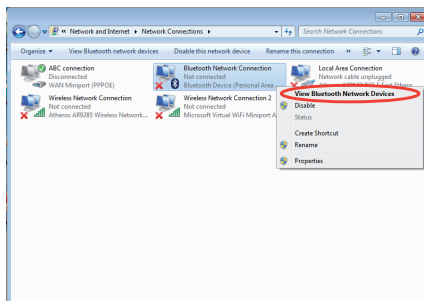 « Network and Internet ▸ Network Connections ▸
Search Network Connections
Organize ▾ View Bluetooth network devices Disable this network device Rename this connection »
ABC connection
Disconnected
WAN Miniport (PPPOE)
Bluetooth Network Connection
Not connected
Bluetooth Device (Personal Area
Local Area Connection
Network cable unplugged
Wireless Network Connection
Not connected
Atheros AR9285 Wireless Network...
Wireless Network Connection 2
Not connected
Microsoft Virtual WiFi Miniport A
View Bluetooth Network Devices
Disable
Status
Create Shortcut
Rename
Properties